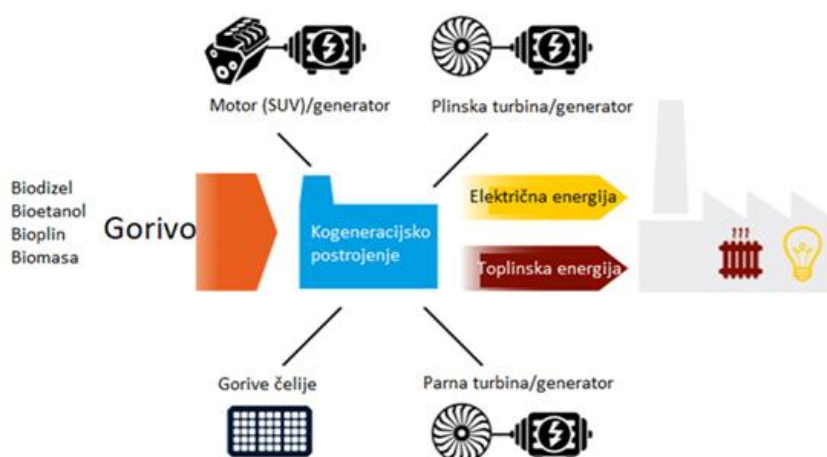 Motor (SUV)/generator
Plinska turbina/generator
Biodizel
Bioetanol
Bioplin
Biomasa
Gorivo
Kogeneracijsko
postrojenje
Električna energija
Toplinska energija
Gorive čelije
Parna turbina/generator